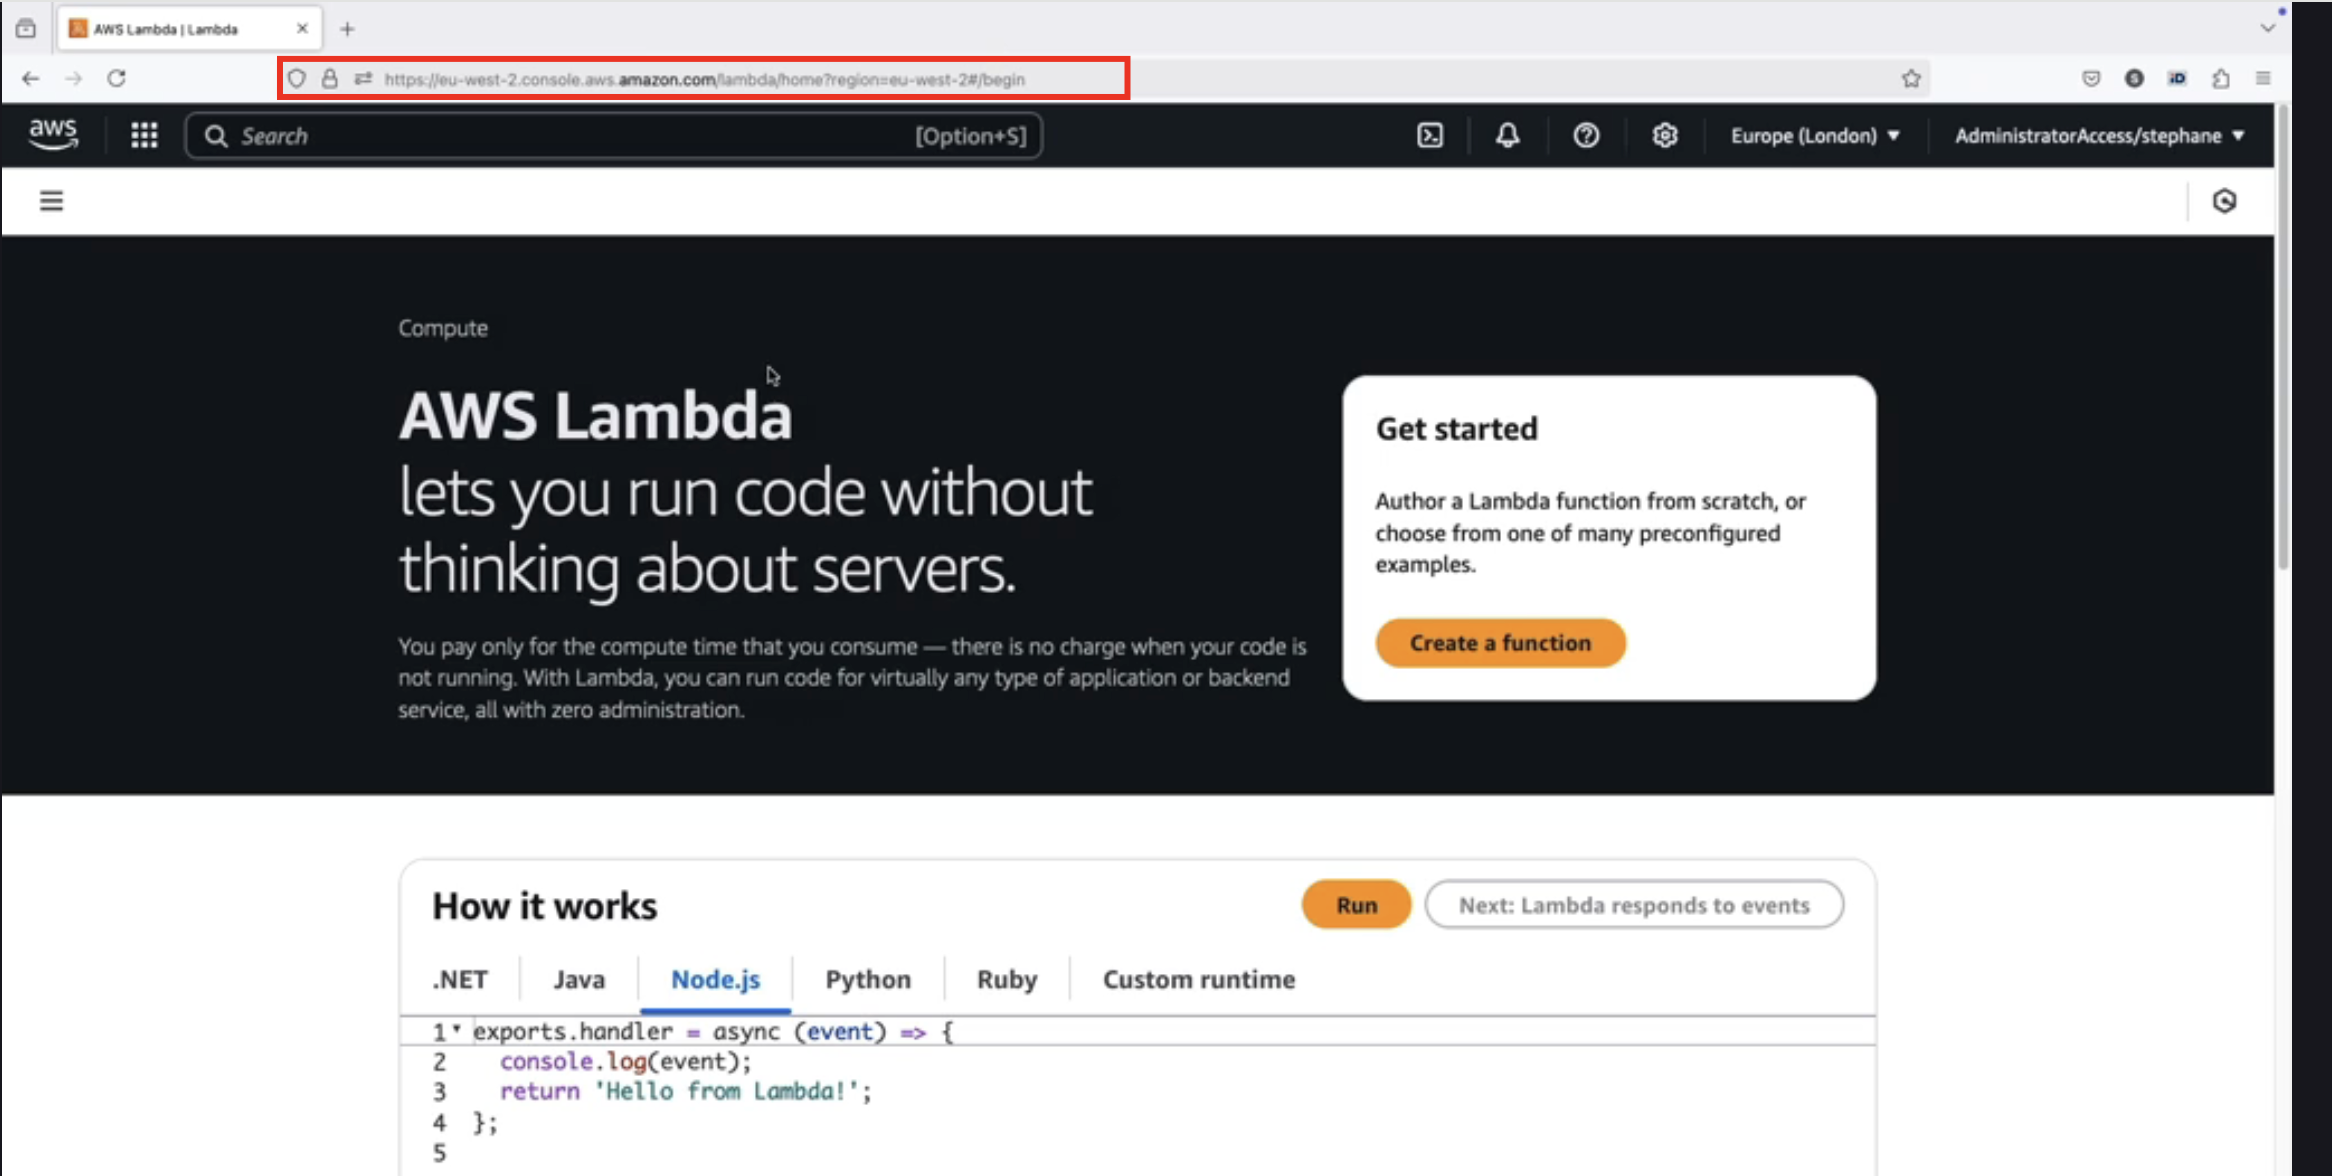 AWS Lambda | Lambda
https://eu-west-2.console.aws.amazon.com/lambda/home?region=eu-west-2#/begin
aws
Search
[Option+S]
Europe (London)
AdministratorAccess/stephane
Compute
AWS Lambda
lets you run code without
thinking about servers.
You pay only for the compute time that you consume — there is no charge when your code is
not running. With Lambda, you can run code for virtually any type of application or backend
service, all with zero administration.
Get started
Author a Lambda function from scratch, or
choose from one of many preconfigured
examples.
Create a function
How it works
Run
Next: Lambda responds to events
.NET
Java
Node.js
Python
Ruby
Custom runtime
1 exports.handler = async (event) => {
2 console.log(event);
3 return 'Hello from Lambda!';
4 };
5